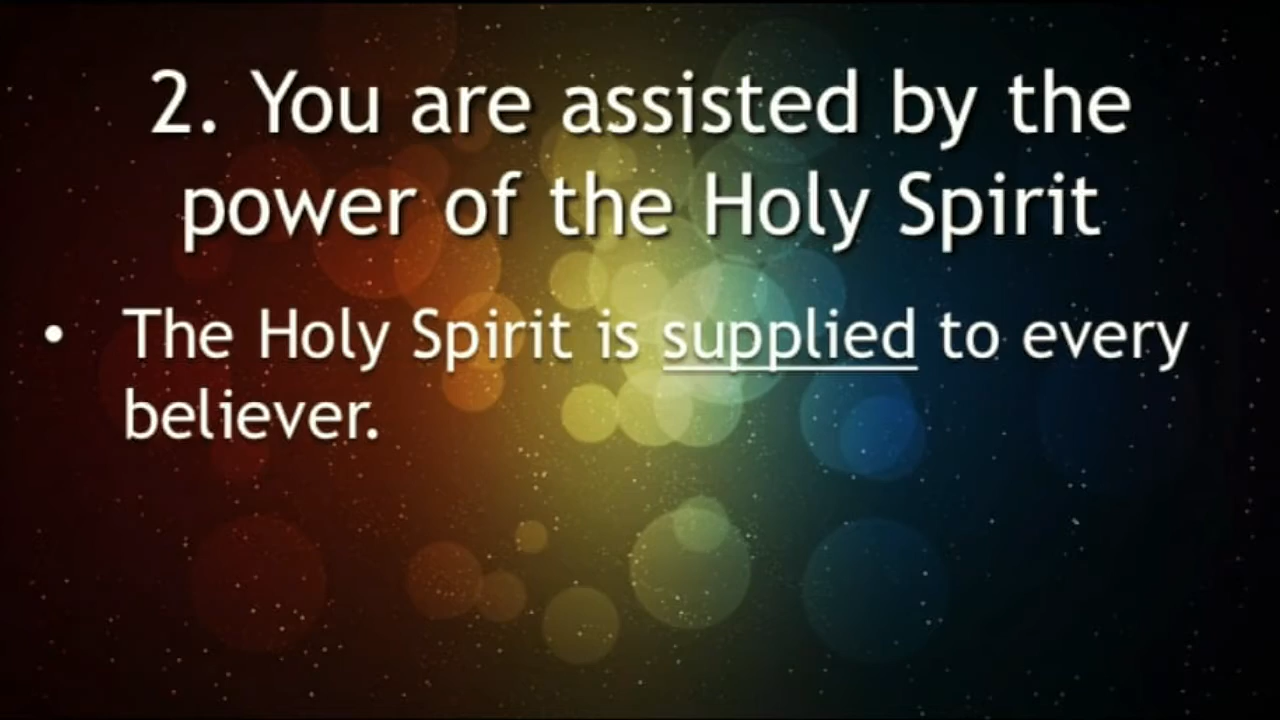 2. You are assisted by the
power of the Holy Spirit
• The Holy Spirit is supplied to every
believer.